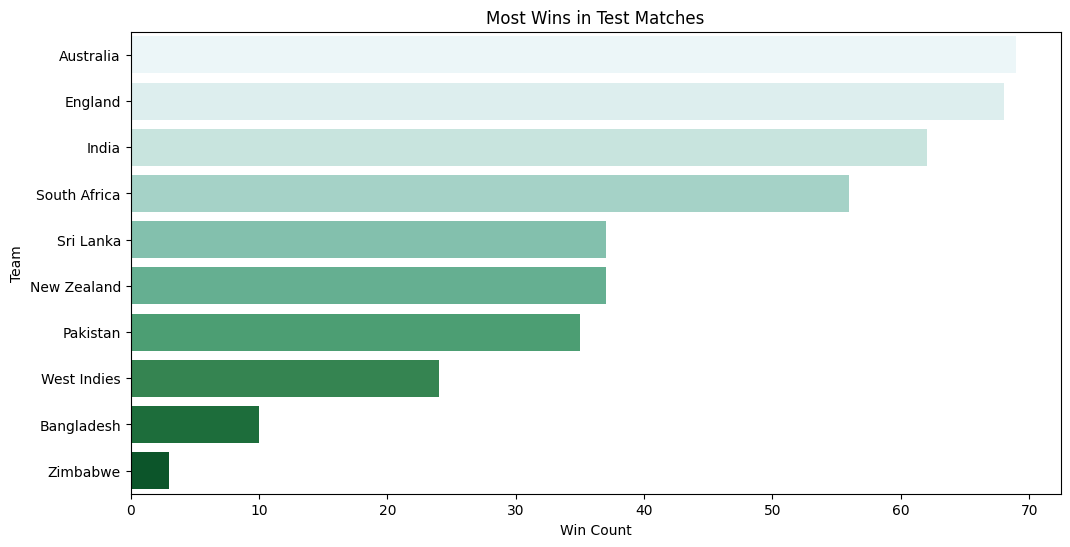 Most Wins in Test Matches
Team
Australia
England
India
South Africa
Sri Lanka
New Zealand
Pakistan
West Indies
Bangladesh
Zimbabwe
0 10 20 30 40 50 60 70
Win Count